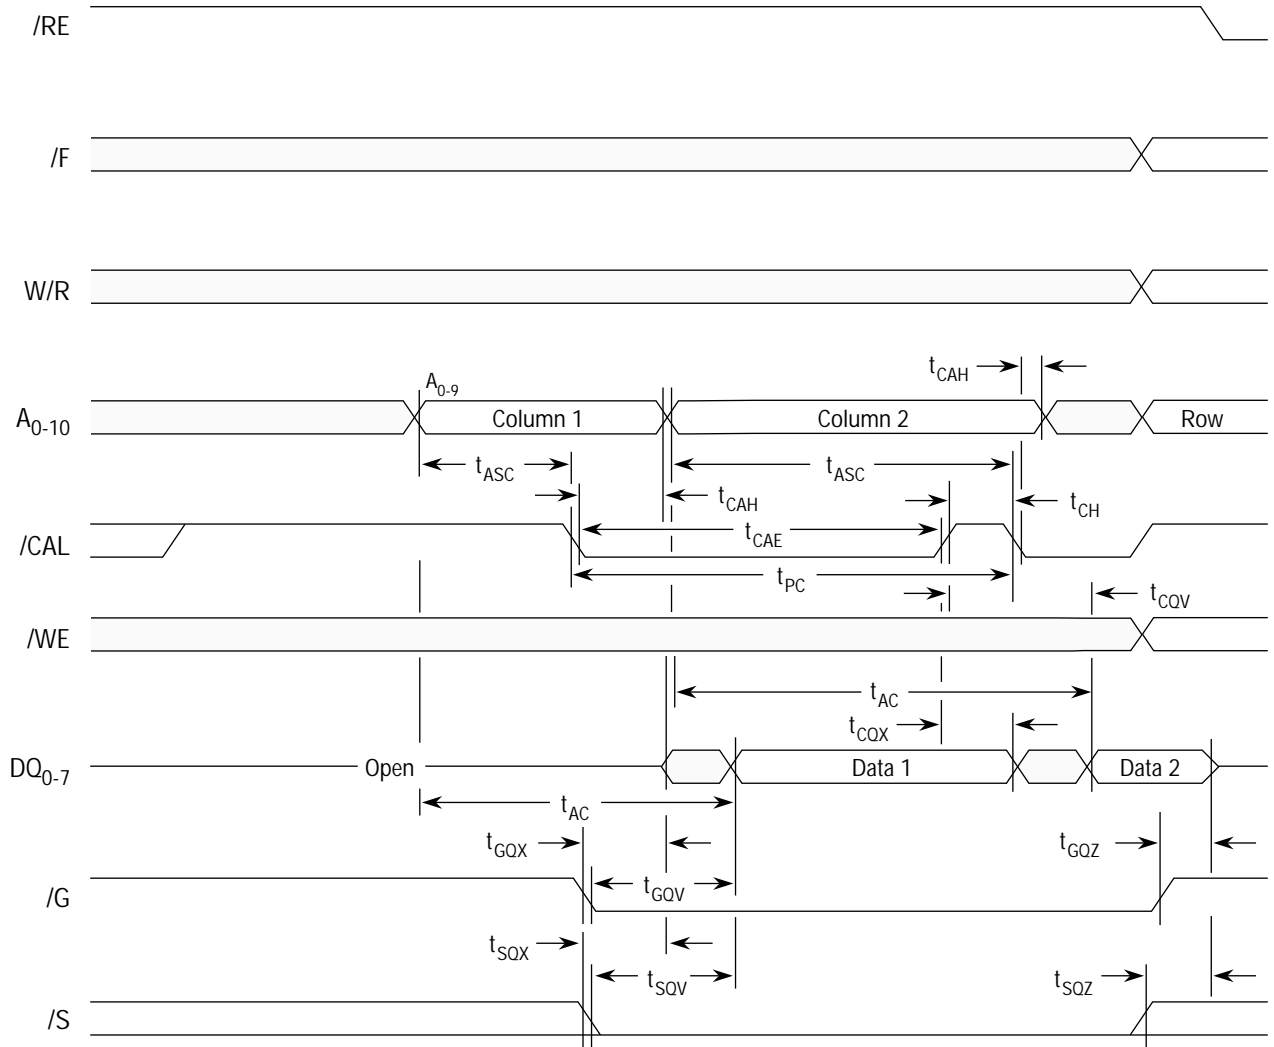 /RE
/F
W/R
tCAH
A0-9
A0-10
Column 1
Column 2
Row
tASC
tASC
tCAH
tCH
/CAL
tCAE
tPC
tCQV
/WE
tAC
tCQX
DQ0-7
Open
Data 1
Data 2
tAC
tGQX
tGQZ
/G
tGQV
tSQX
tSQV
tSQZ
/S